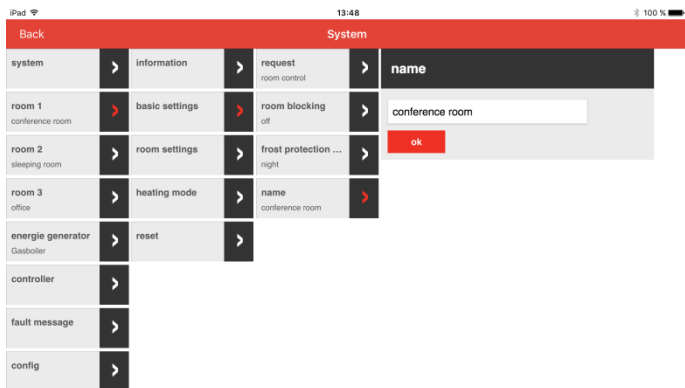 iPad
13:48
100 %
Back
System
system
room 1
conference room
room 2
sleeping room
room 3
office
energie generator
Gasboiler
controller
fault message
config
information
basic settings
room settings
heating mode
reset
request
room control
room blocking
off
frost protection ...
night
name
conference room
name
conference room
ok